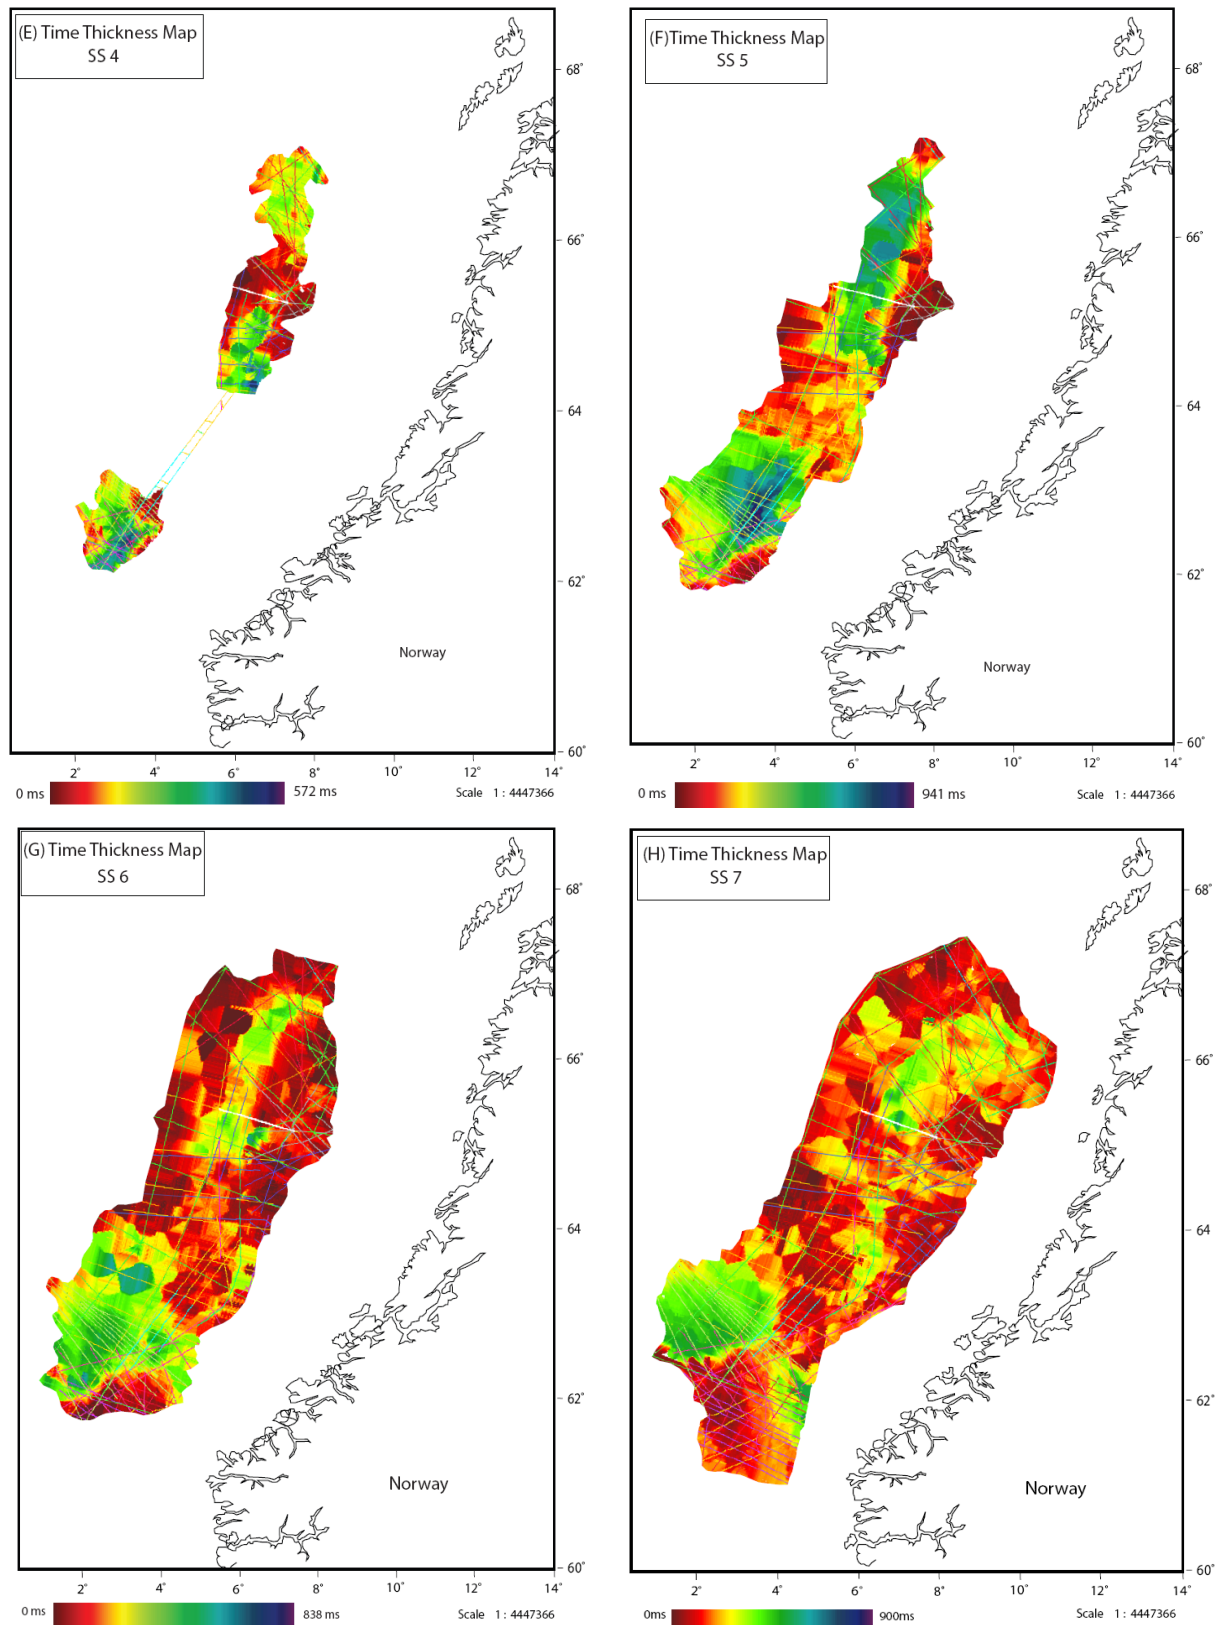 (E) Time Thickness Map
SS 4
68°
66°
64°
62°
60°
Norway
2° 4° 6° 8° 10° 12° 14°
0 ms 572 ms Scale 1 : 4447366
(F)Time Thickness Map
SS 5
68°
66°
64°
62°
60°
Norway
2° 4° 6° 8° 10° 12° 14°
0 ms 941 ms Scale 1 : 4447366
(G) Time Thickness Map
SS 6
68°
66°
64°
62°
60°
Norway
2° 4° 6° 8° 10° 12° 14°
0 ms 838 ms Scale 1 : 4447366
(H) Time Thickness Map
SS 7
68°
66°
64°
62°
60°
Norway
2° 4° 6° 8° 10° 12° 14°
0ms 900ms Scale 1 : 4447366